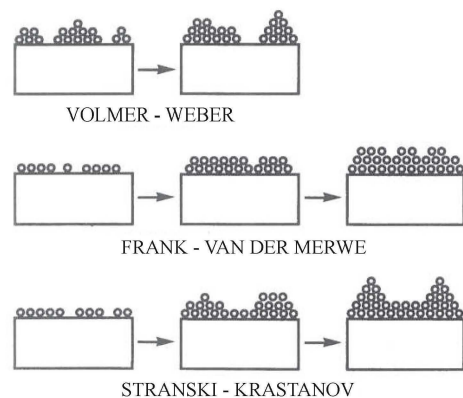 VOLMER - WEBER
FRANK - VAN DER MERWE
STRANSKI - KRASTANOV